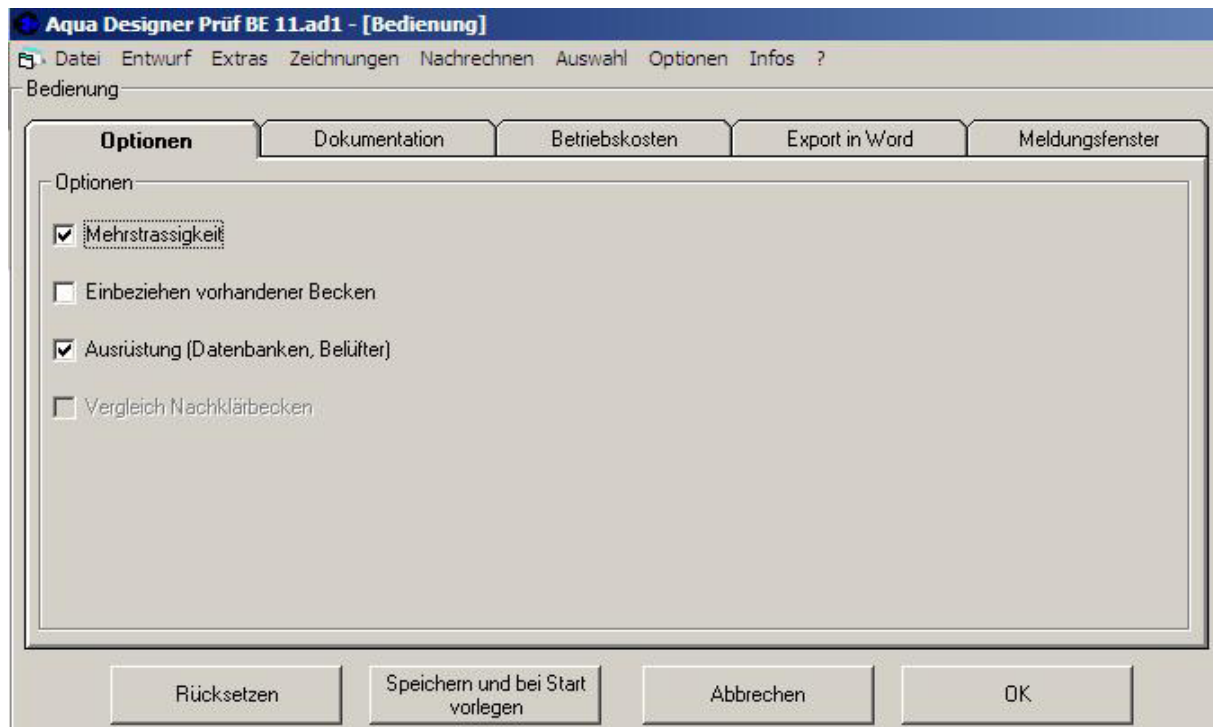 Aqua Designer Prüf BE 11.ad1 - [Bedienung]
Datei Entwurf Extras Zeichnungen Nachrechnen Auswahl Optionen Infos ?
Bedienung
Optionen Dokumentation Betriebskosten Export in Word Meldungsfenster
Optionen
Mehrstrassigkeit
Einbeziehen vorhandener Becken
Ausrüstung (Datenbanken, Belüfter)
Vergleich Nachklärbecken
Rücksetzen Speichern und bei Start Abbrechen OK
vorlegen